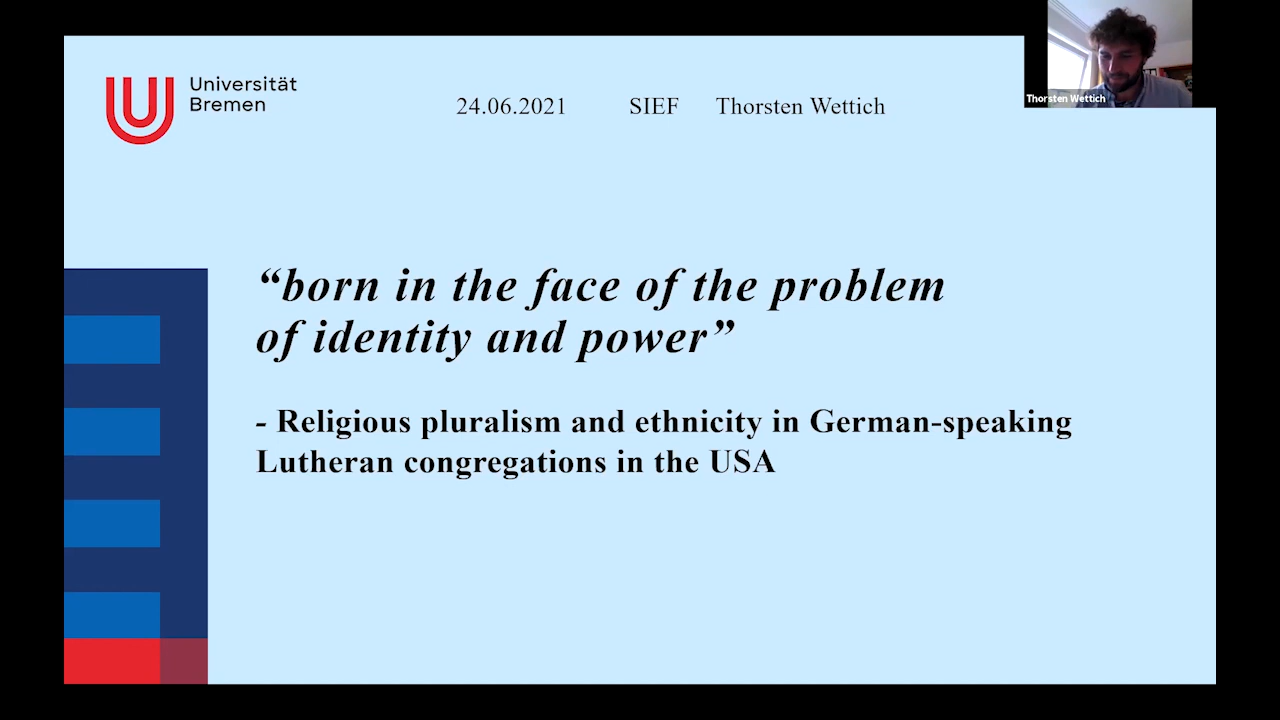 Universität
Bremen
24.06.2021 SIEF Thorsten Wettich
Thorsten Wettich
“born in the face of the problem
of identity and power”
- Religious pluralism and ethnicity in German-speaking
Lutheran congregations in the USA